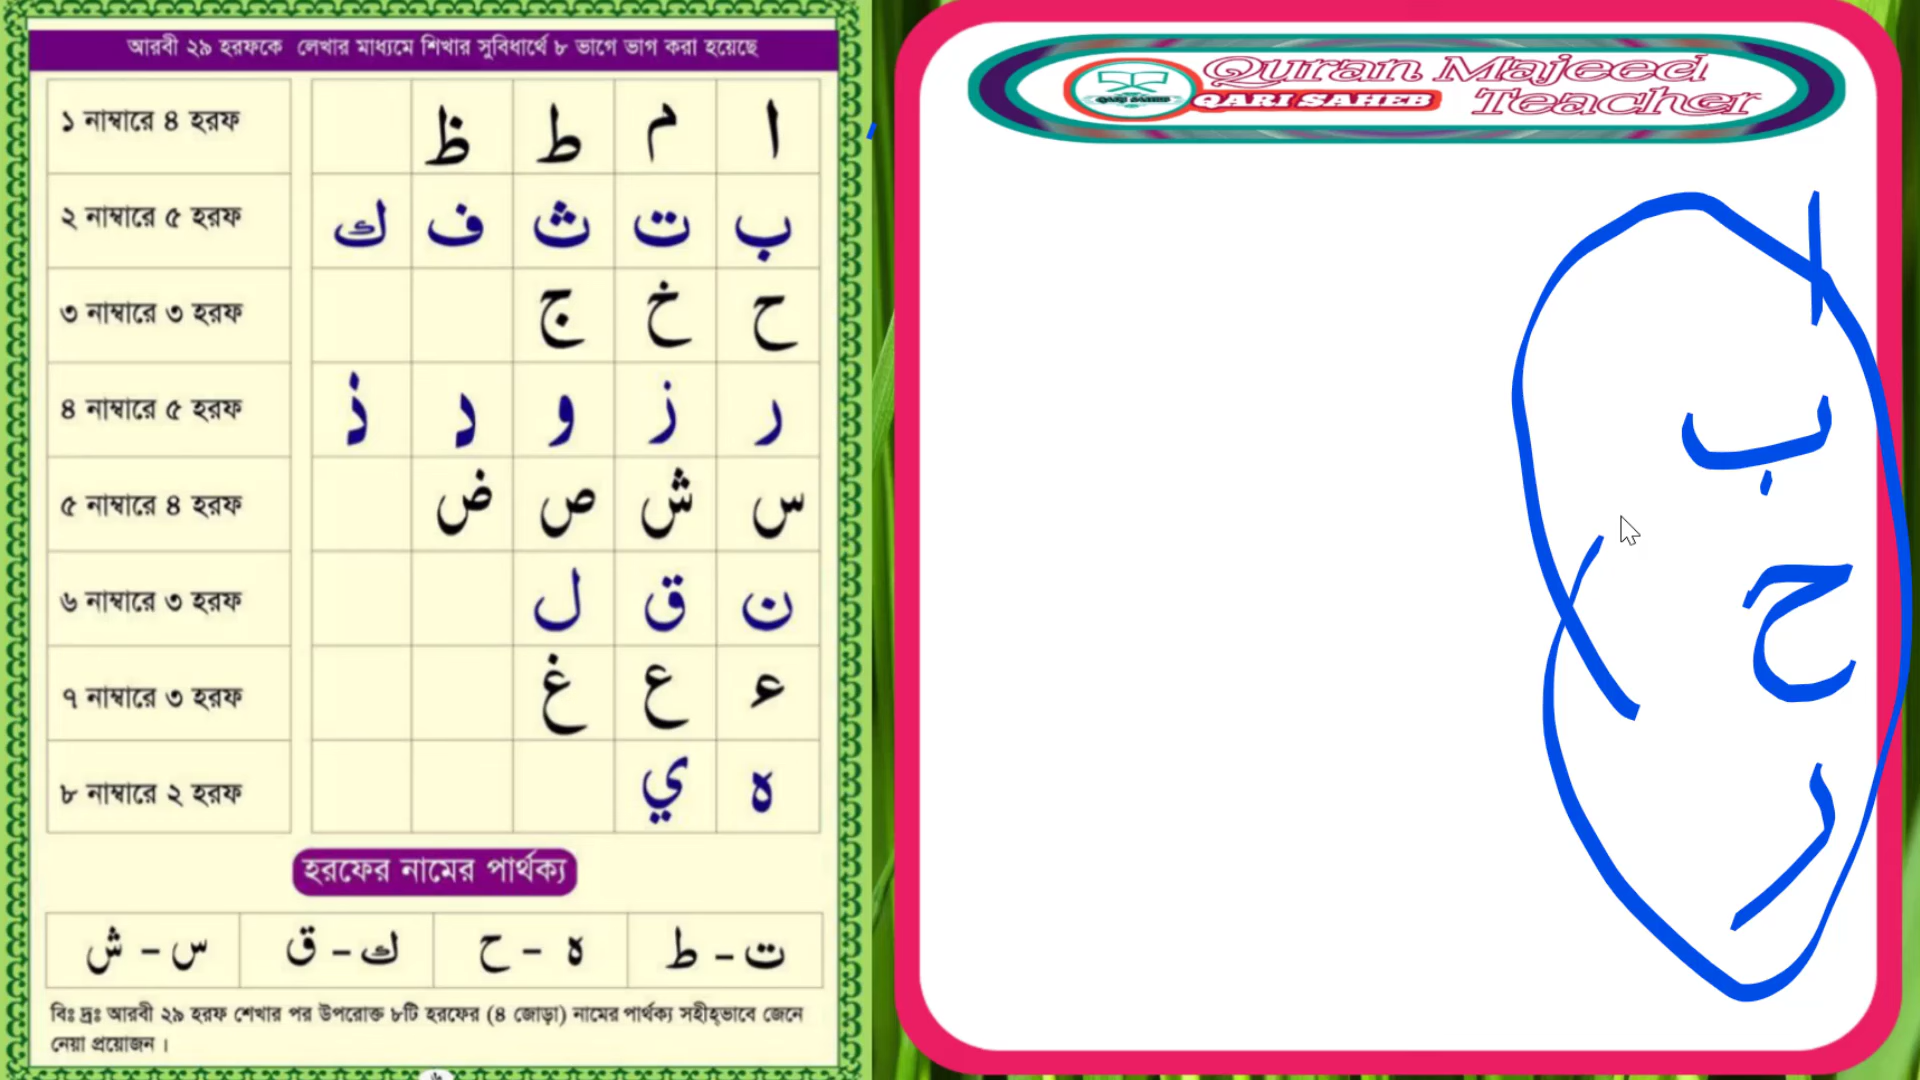 আরবী ২৯ হরফকে লেখার মাধ্যমে শিখার সুবিধার্থে ৮ ভাগে ভাগ করা হয়েছে
১ নাম্বারে ৪ হরফ
ا م ط ظ
২ নাম্বারে ৫ হরফ
ب ت ث ف ك
৩ নাম্বারে ৩ হরফ
ح خ ج
৪ নাম্বারে ৫ হরফ
ر ز و د ذ
৫ নাম্বারে ৪ হরফ
س ش ص ض
৬ নাম্বারে ৩ হরফ
ن ق ل
৭ নাম্বারে ৩ হরফ
ء ع غ
৮ নাম্বারে ২ হরফ
ه ي
হরফের নামের পার্থক্য
ت - ط
ه - ح
ك - ق
س - ش
বিঃ দ্রঃ আরবী ২৯ হরফ শেখার পর উপরোক্ত ৮টি হরফের (৪ জোড়া) নামের পার্থক্য সহীহ্‌ভাবে জেনে
নেয়া প্রয়োজন ।
৬
Quran Majeed
QARI SAHEB
Teacher
ا
ب
ح
ر